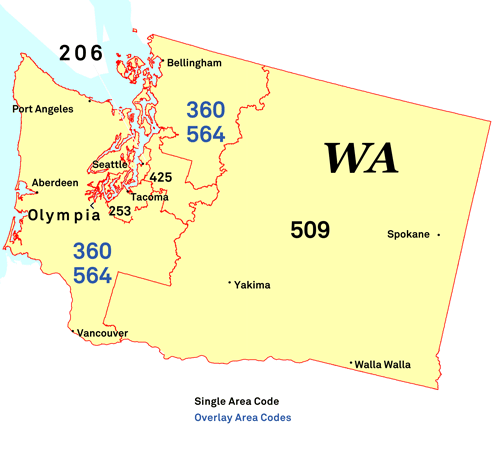 206
Bellingham
Port Angeles
360
564
WA
Seattle
425
Aberdeen
Tacoma
Olympia
253
509
Spokane
360
564
Yakima
Vancouver
Walla Walla
Single Area Code
Overlay Area Codes